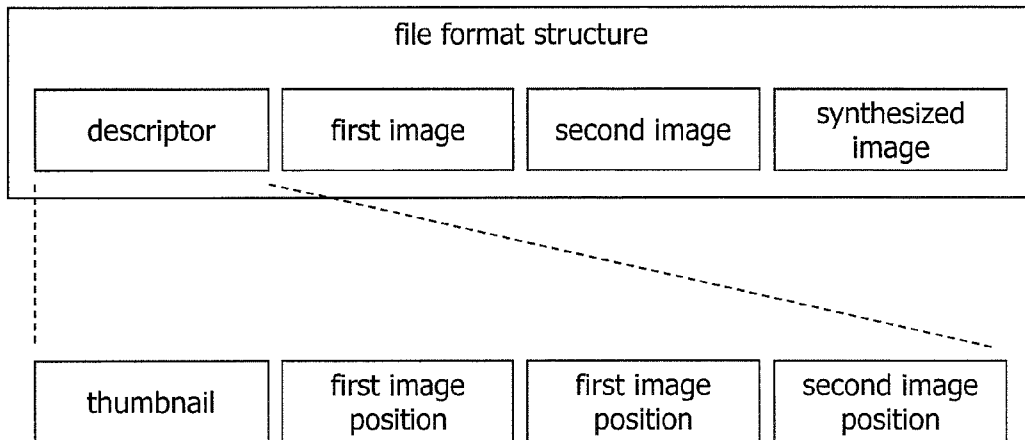 file format structure
descriptor
first image
second image
synthesized
image
thumbnail
first image
position
first image
position
second image
position